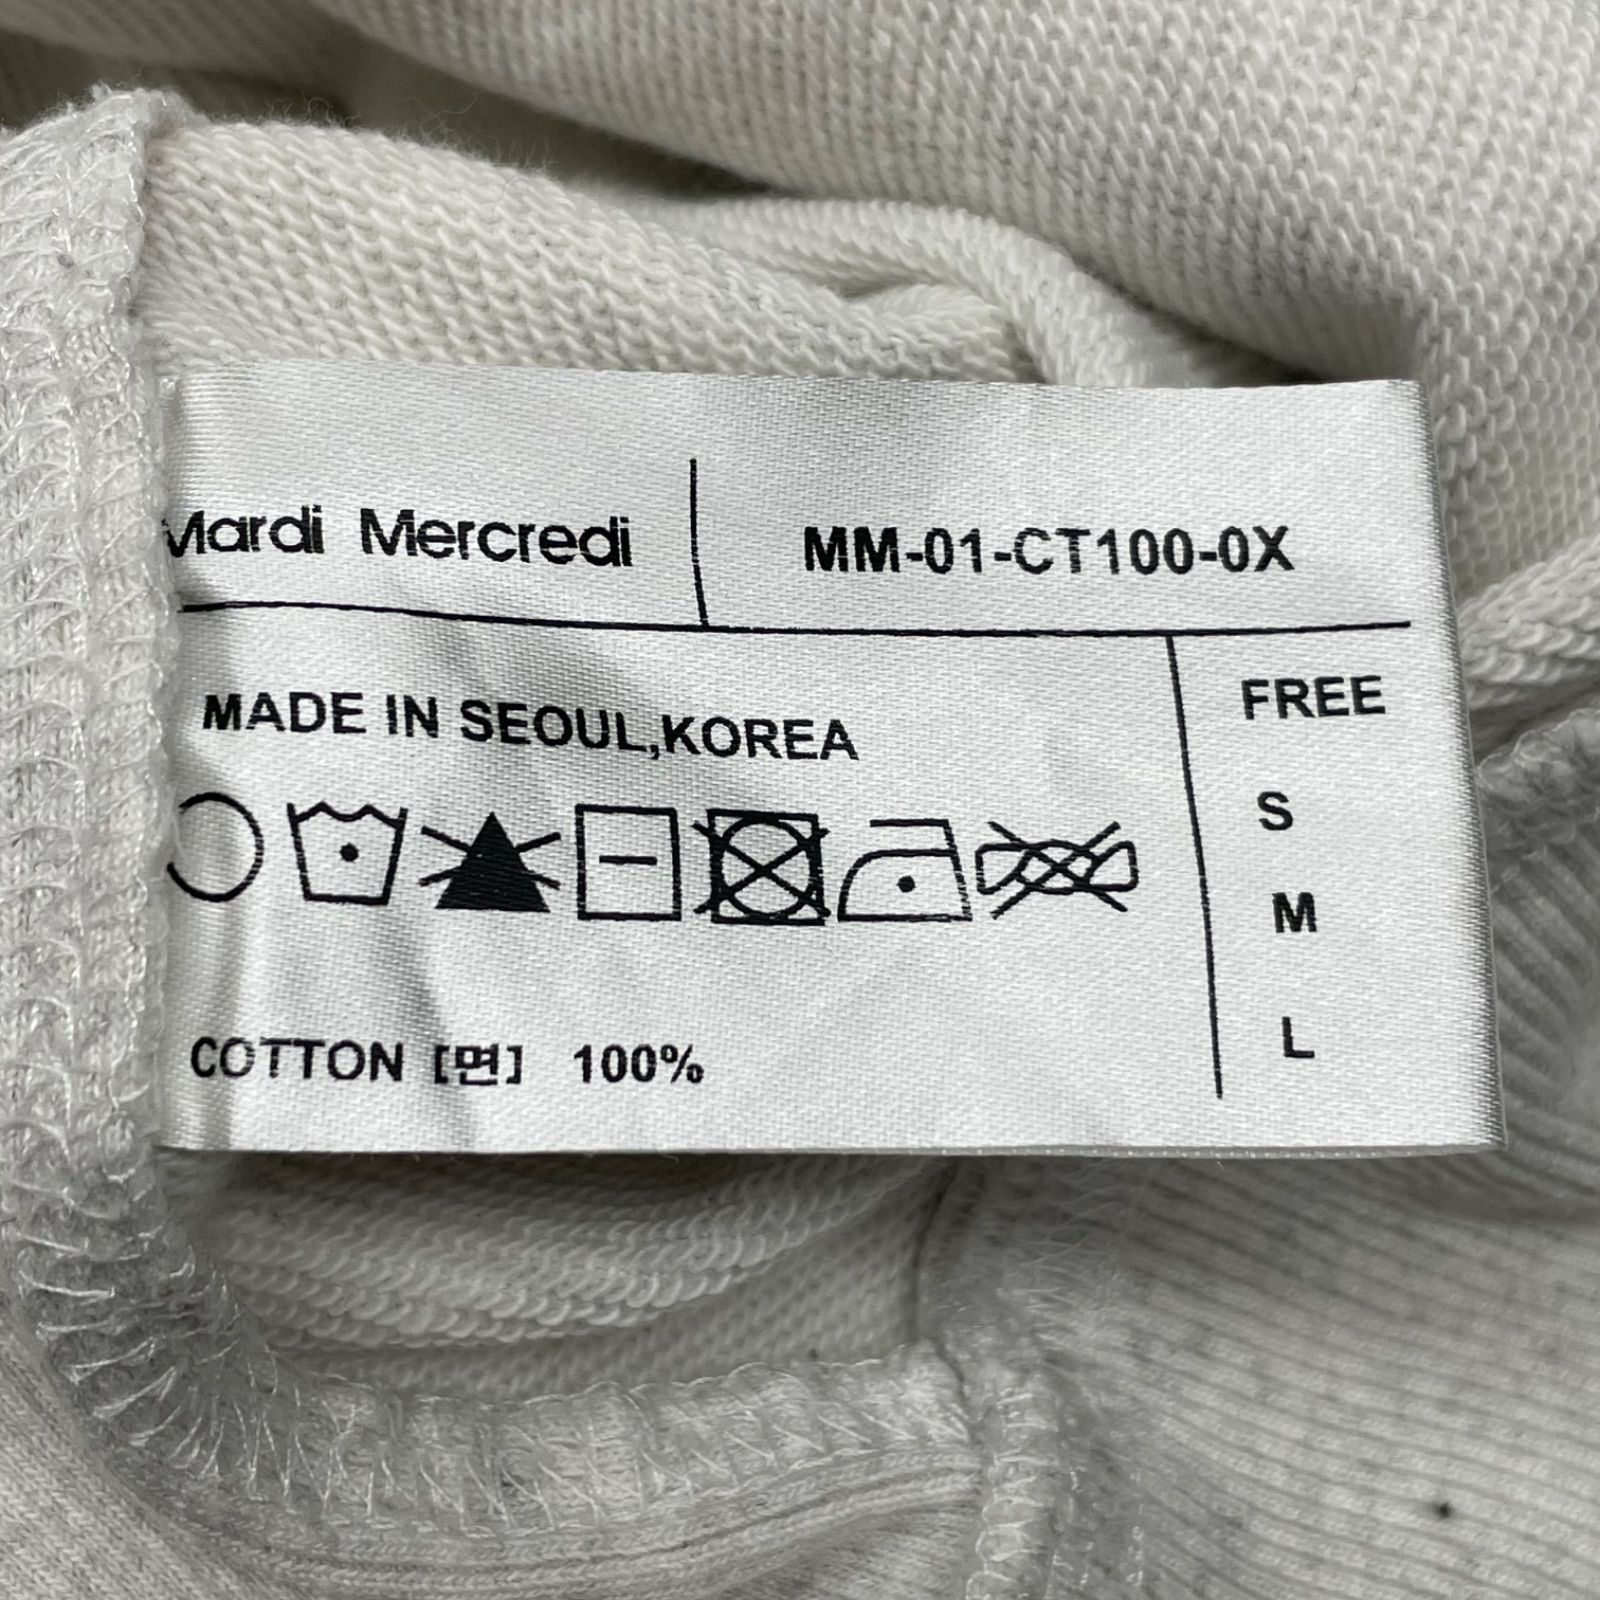 Mardi Mercredi
MM-01-CT100-0X
MADE IN SEOUL,KOREA
FREE
S
M
L
COTTON [면] 100%